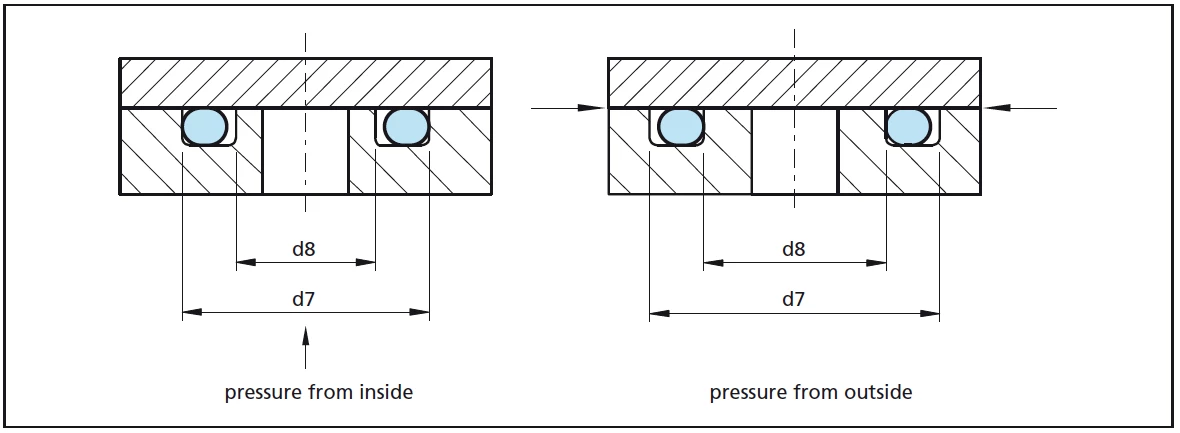 d8
d8
d7
d7
pressure from inside
pressure from outside